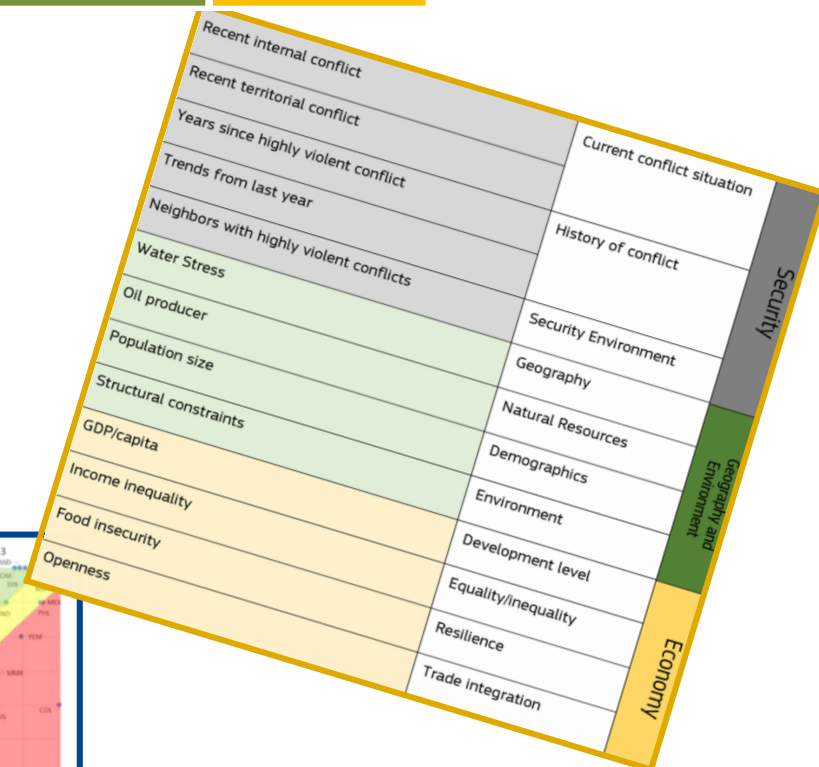 Recent internal conflict
Recent territorial conflict
Years since highly violent conflict
Trends from last year
Neighbors with highly violent conflicts
Water Stress
Oil producer
Population size
Structural constraints
GDP/capita
Income inequality
Food insecurity
Openness
Current conflict situation
History of conflict
Security Environment
Geography
Natural Resources
Demographics
Environment
Development level
Equality/inequality
Resilience
Trade integration
Security
Geography and
Environment
Economy
3
PHL
YEM
MMR
COL